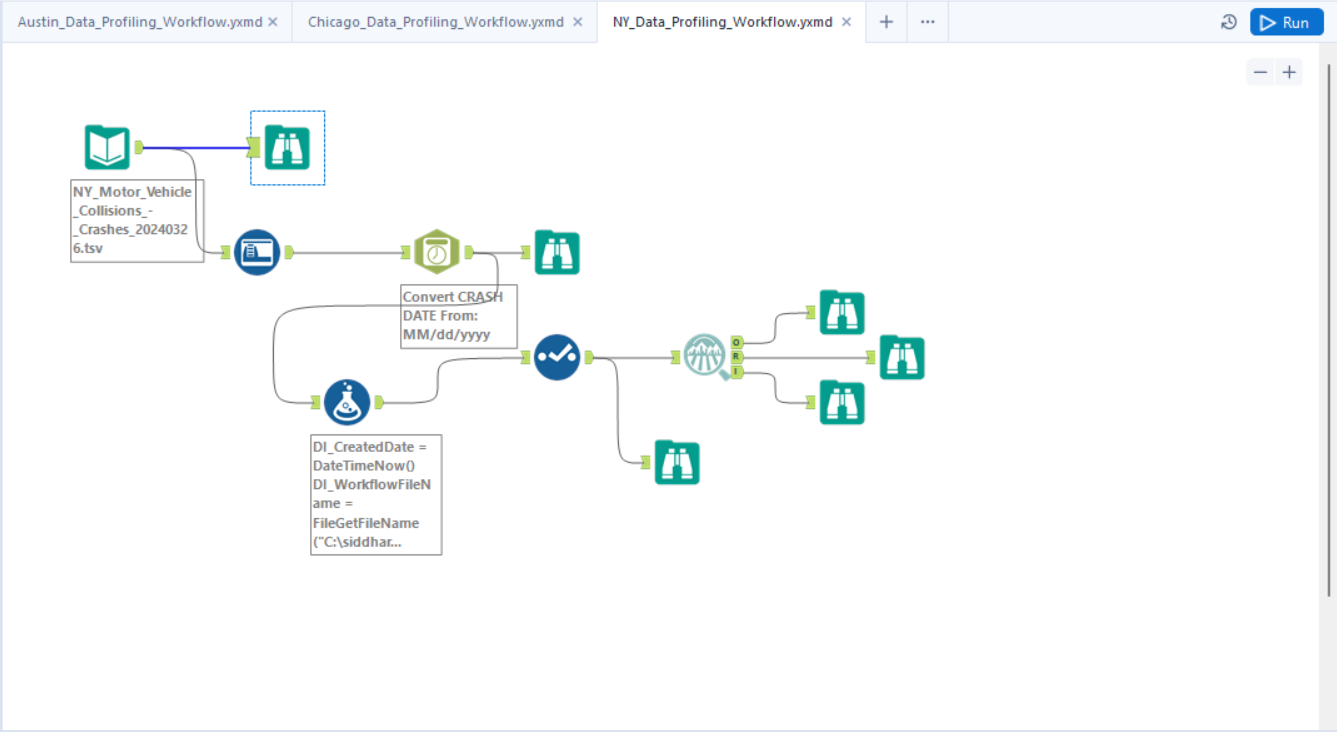 Austin_Data_Profiling_Workflow.yxmd
Chicago_Data_Profiling_Workflow.yxmd
NY_Data_Profiling_Workflow.yxmd
Run
NY_Motor_Vehicle
_Collisions_-
_Crashes_2024032
6.tsv
Convert CRASH
DATE From:
MM/dd/yyyy
O
R
I
DI_CreatedDate =
DateTimeNow()
DI_WorkflowFileN
ame =
FileGetFileName
("C:\siddhar...